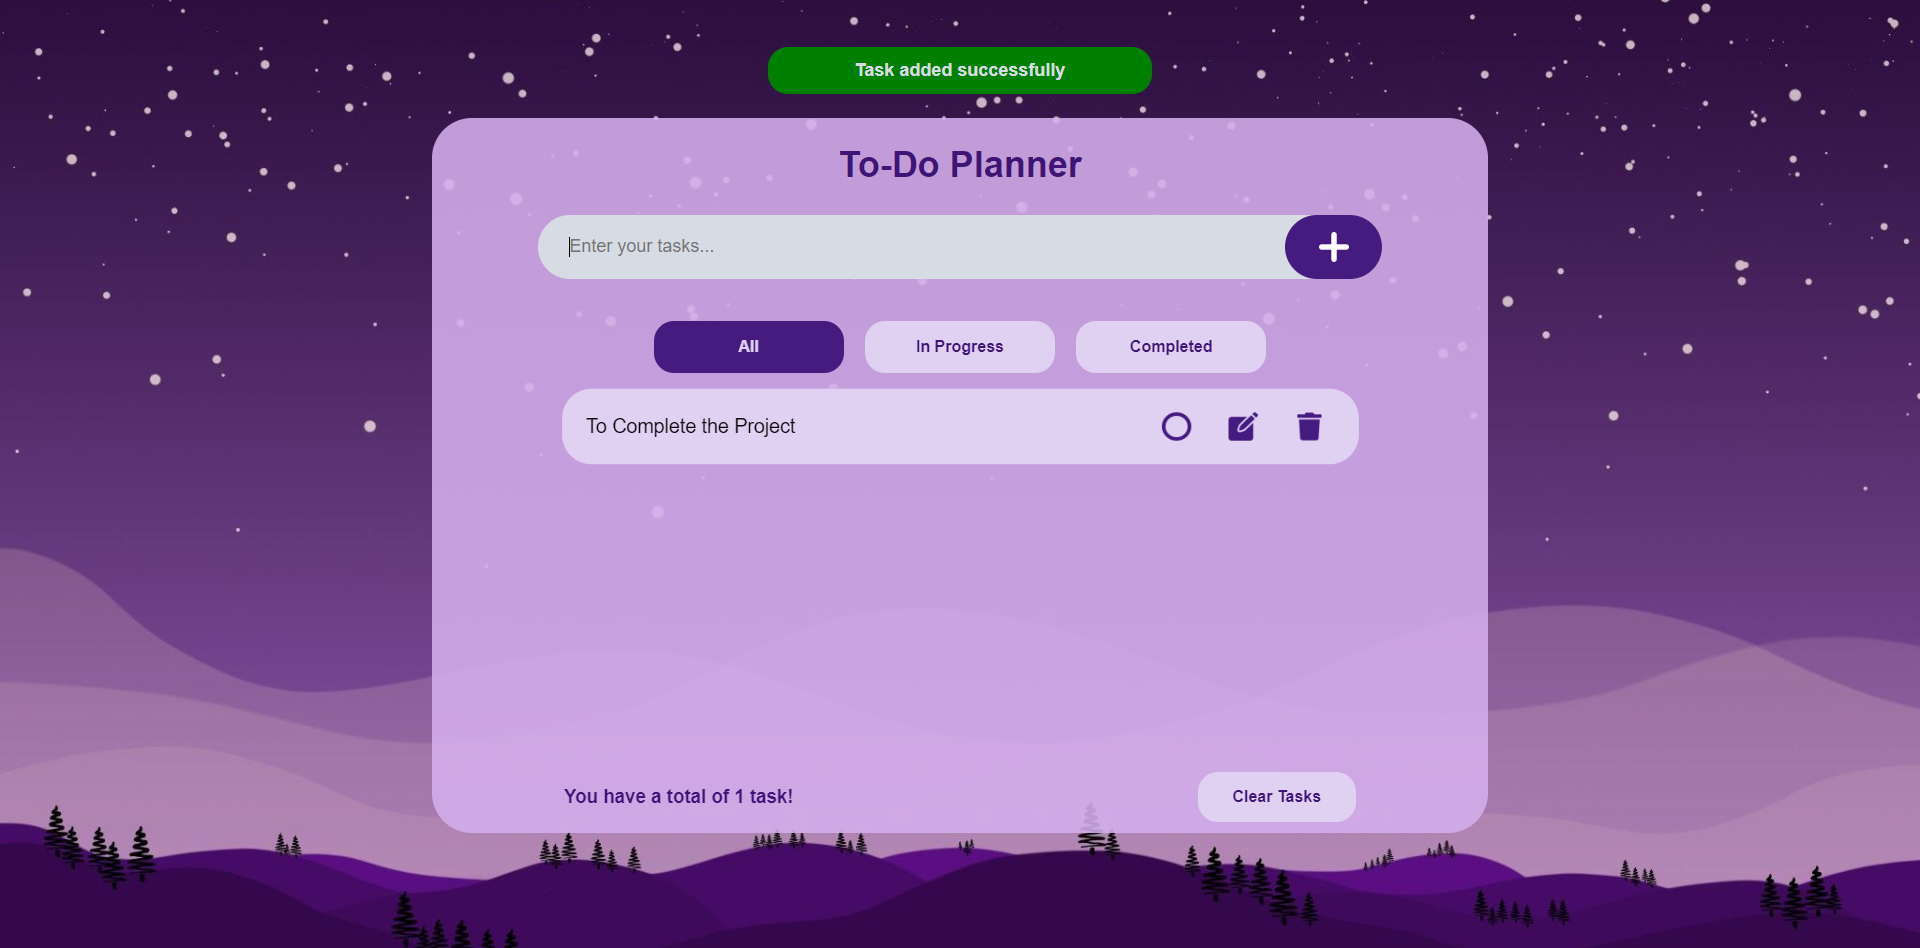 Task added successfully
To-Do Planner
Enter your tasks...
All
In Progress
Completed
To Complete the Project
You have a total of 1 task!
Clear Tasks